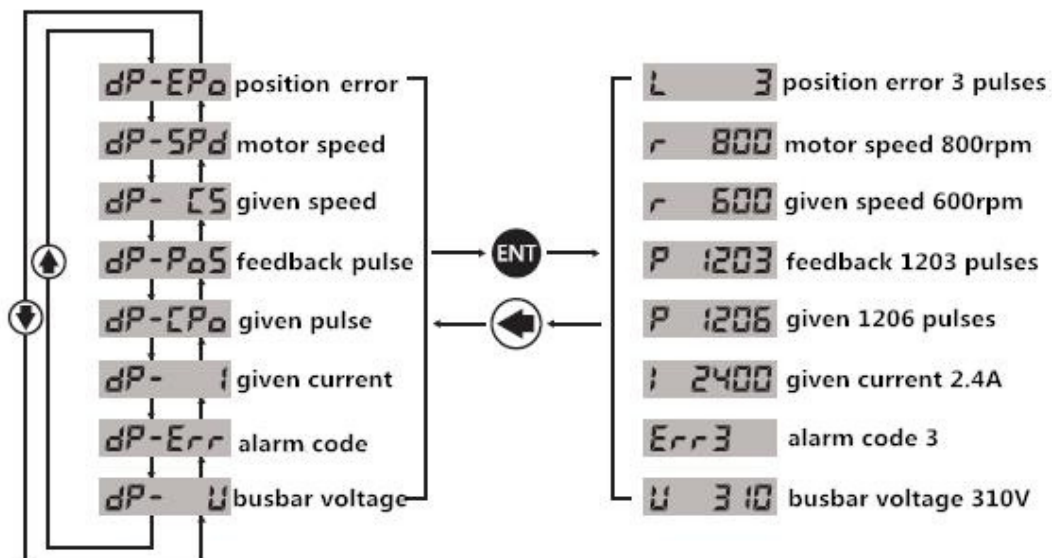 dP-EPo position error
L 3 position error 3 pulses
dP-SPd motor speed
r 800 motor speed 800rpm
dP- CS given speed
r 600 given speed 600rpm
dP-PoS feedback pulse
P 1203 feedback 1203 pulses
ENT
dP-CPo given pulse
P 1206 given 1206 pulses
dP- I given current
I 2400 given current 2.4A
dP-Err alarm code
Err3 alarm code 3
dP- U busbar voltage
U 310 busbar voltage 310V